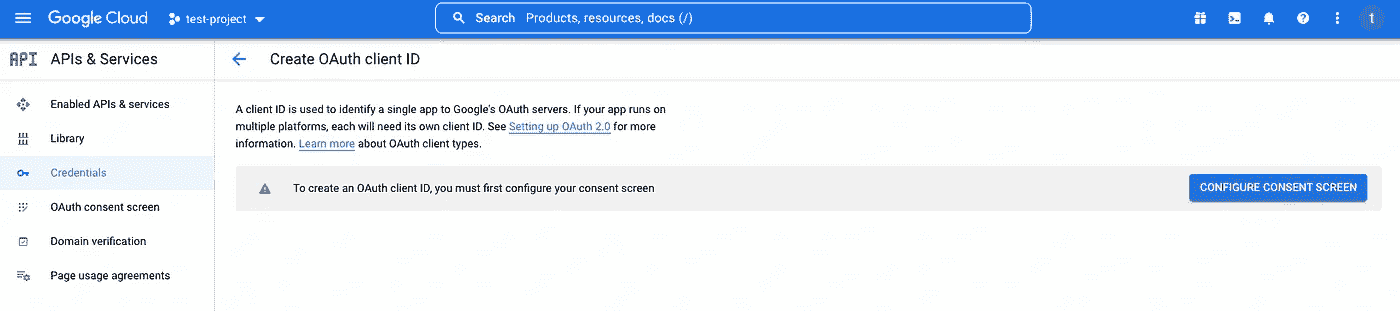 Google Cloud
test-project
Search Products, resources, docs (/)
t
API APIs & Services
Create OAuth client ID
Enabled APIs & services
Library
Credentials
OAuth consent screen
Domain verification
Page usage agreements
A client ID is used to identify a single app to Google's OAuth servers. If your app runs on
multiple platforms, each will need its own client ID. See Setting up OAuth 2.0 for more
information. Learn more about OAuth client types.
To create an OAuth client ID, you must first configure your consent screen
CONFIGURE CONSENT SCREEN